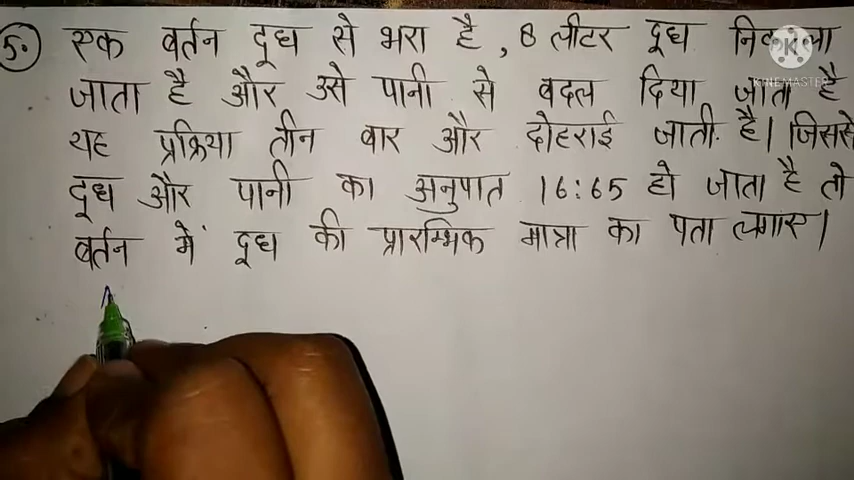 5. एक बर्तन दूध से भरा है, 8 लीटर दूध निकाला
जाता है और उसे पानी से बदल दिया जाता है
यह प्रक्रिया तीन बार और दोहराई जाती है। जिससे
दूध और पानी का अनुपात 16:65 हो जाता है तो
बर्तन में दूध की प्रारम्भिक मात्रा का पता लगाए।
KINEMASTER